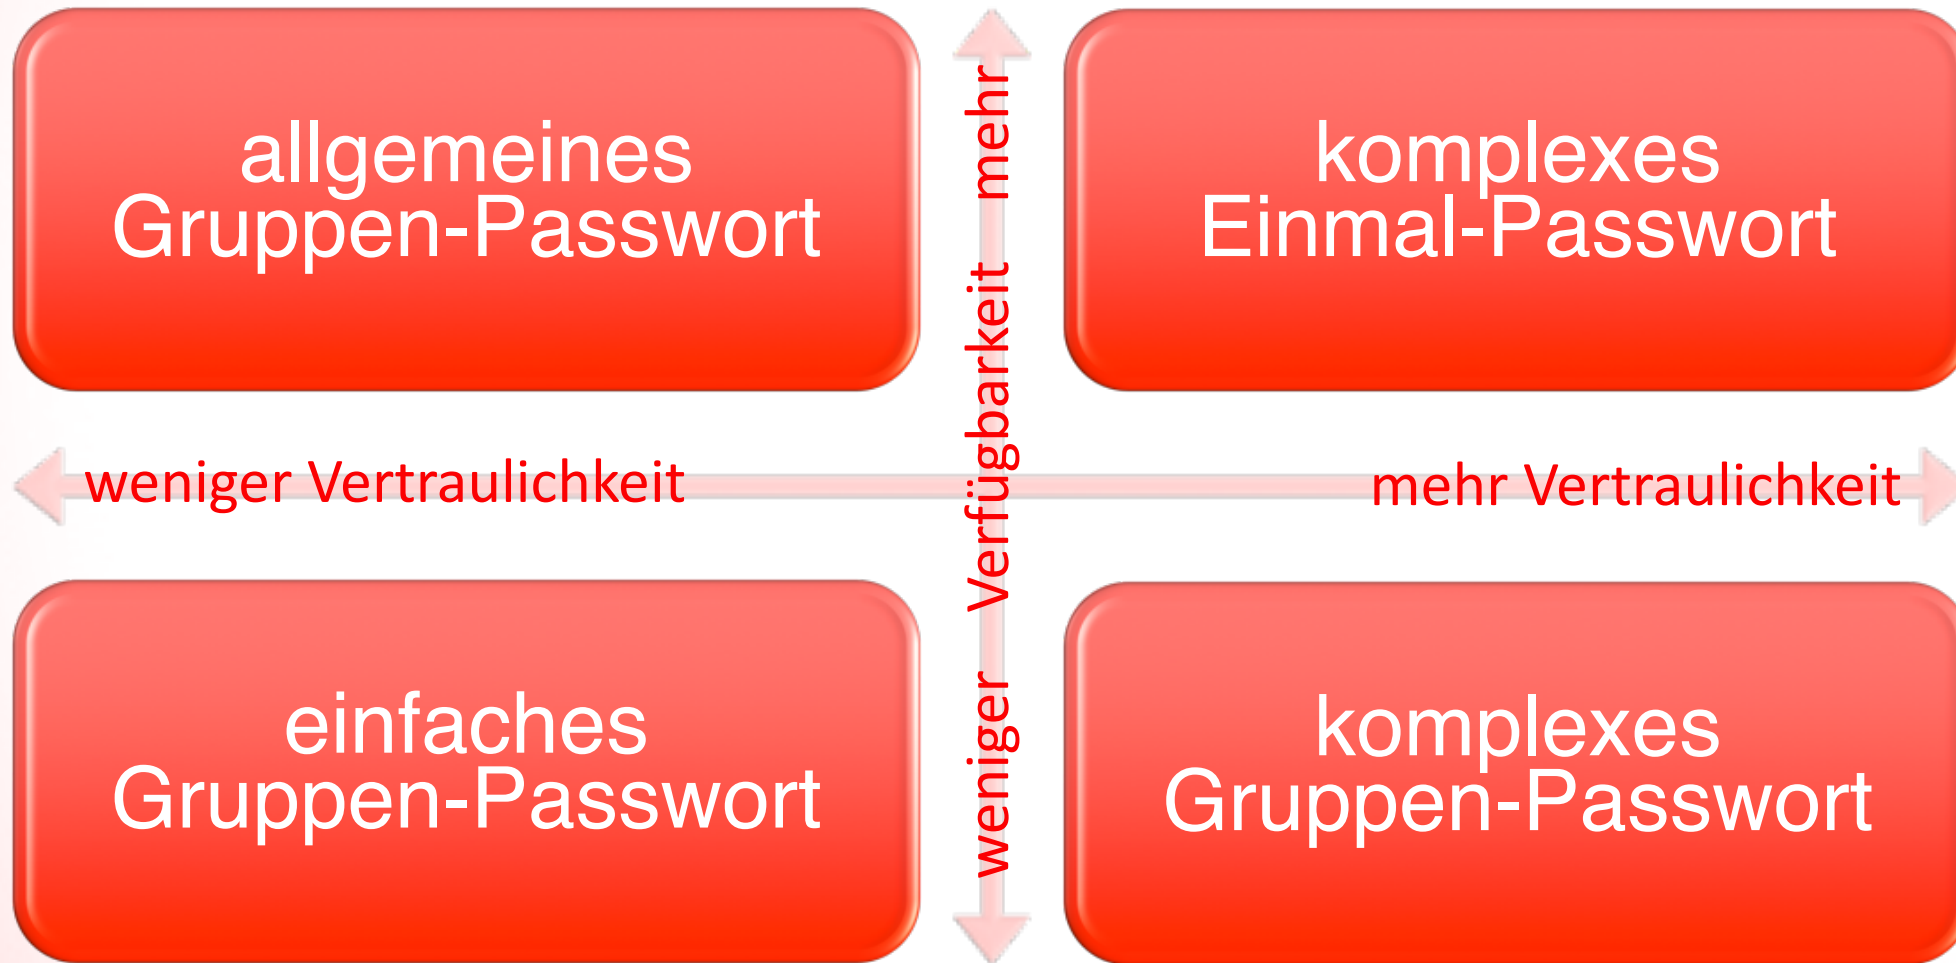 allgemeines
Gruppen-Passwort
komplexes
Einmal-Passwort
weniger Verfügbarkeit mehr
weniger Vertraulichkeit
mehr Vertraulichkeit
einfaches
Gruppen-Passwort
komplexes
Gruppen-Passwort